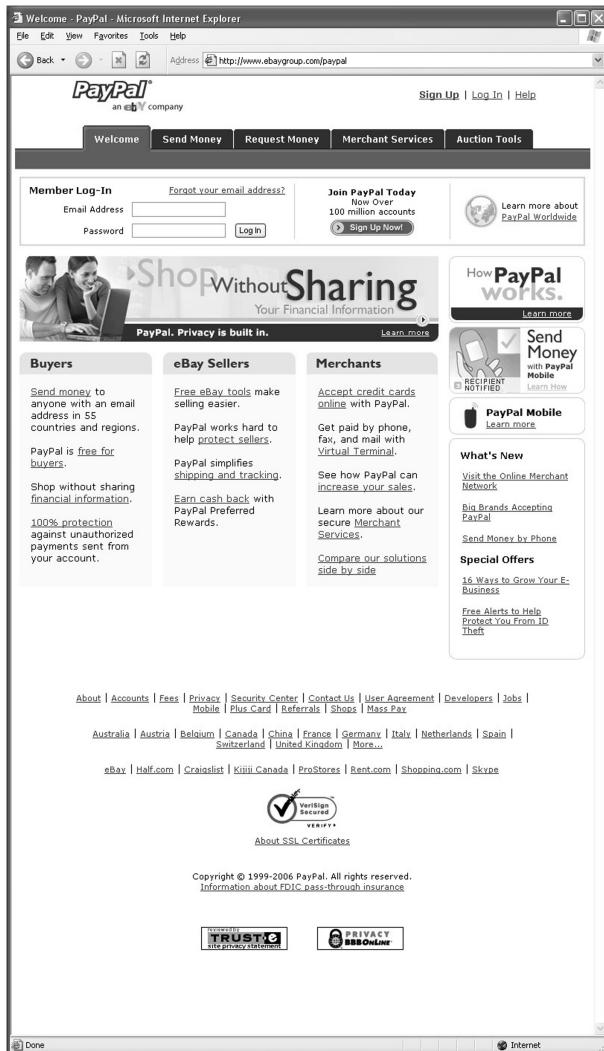 Welcome - PayPal - Microsoft Internet Explorer
File Edit View Favorites Tools Help
Back Address http://www.ebaygroup.com/paypal
PayPal
an ebY company
Sign Up | Log In | Help
Welcome Send Money Request Money Merchant Services Auction Tools
Member Log-In Forgot your email address?
Email Address
Password Log In
Join PayPal Today
Now Over
100 million accounts
Sign Up Now!
Learn more about
PayPal Worldwide
Shop Without Sharing
Your Financial Information
PayPal. Privacy is built in. Learn more
How PayPal
works.
Learn more
Send
Money
with PayPal
Mobile
RECIPIENT
NOTIFIED
Learn How
PayPal Mobile
Learn more
Buyers
Send money to
anyone with an email
address in 55
countries and regions.
PayPal is free for
buyers.
Shop without sharing
financial information.
100% protection
against unauthorized
payments sent from
your account.
eBay Sellers
Free eBay tools make
selling easier.
PayPal works hard to
help protect sellers.
PayPal simplifies
shipping and tracking.
Earn cash back with
PayPal Preferred
Rewards.
Merchants
Accept credit cards
online with PayPal.
Get paid by phone,
fax, and mail with
Virtual Terminal.
See how PayPal can
increase your sales.
Learn more about our
secure Merchant
Services.
Compare our solutions
side by side
What's New
Visit the Online Merchant
Network
Big Brands Accepting
PayPal
Send Money by Phone
Special Offers
16 Ways to Grow Your E-
Business
Free Alerts to Help
Protect You From ID
Theft
About | Accounts | Fees | Privacy | Security Center | Contact Us | User Agreement | Developers | Jobs |
Mobile | Plus Card | Referrals | Shops | Mass Pay
Australia | Austria | Belgium | Canada | China | France | Germany | Italy | Netherlands | Spain |
Switzerland | United Kingdom | More...
eBay | Half.com | Craigslist | Kijiji Canada | ProStores | Rent.com | Shopping.com | Skype
VeriSign
Secured
VERIFY
About SSL Certificates
Copyright © 1999-2006 PayPal. All rights reserved.
Information about FDIC pass-through insurance
reviewed by
TRUSTe
site privacy statement
PRIVACY
BBBONLINE
Done Internet